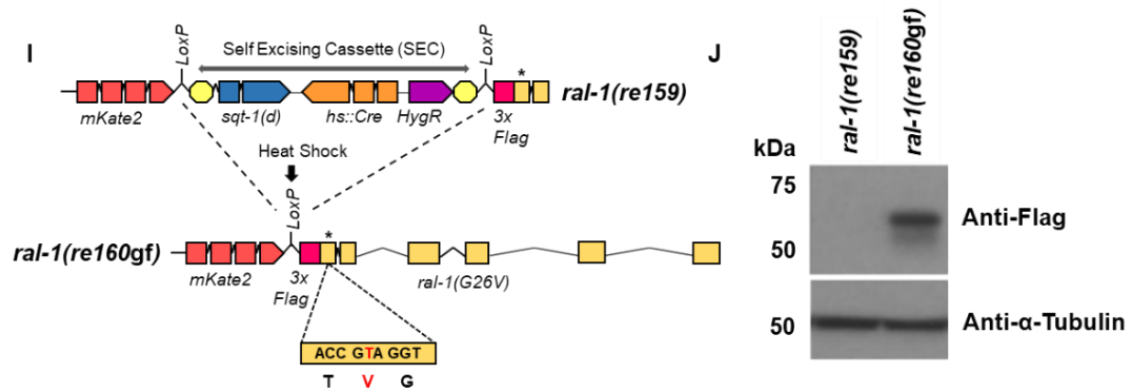 I
LoxP
Self Excising Cassette (SEC)
LoxP
*
ral-1(re159)
mKate2
sqt-1(d)
hs::Cre
HygR
3x
Flag
Heat Shock
LoxP
*
ral-1(re160gf)
mKate2
3x
Flag
ral-1(G26V)
ACC GTA GGT
T V G
J
ral-1(re159)
ral-1(re160gf)
kDa
75
50
Anti-Flag
50
Anti-α-Tubulin